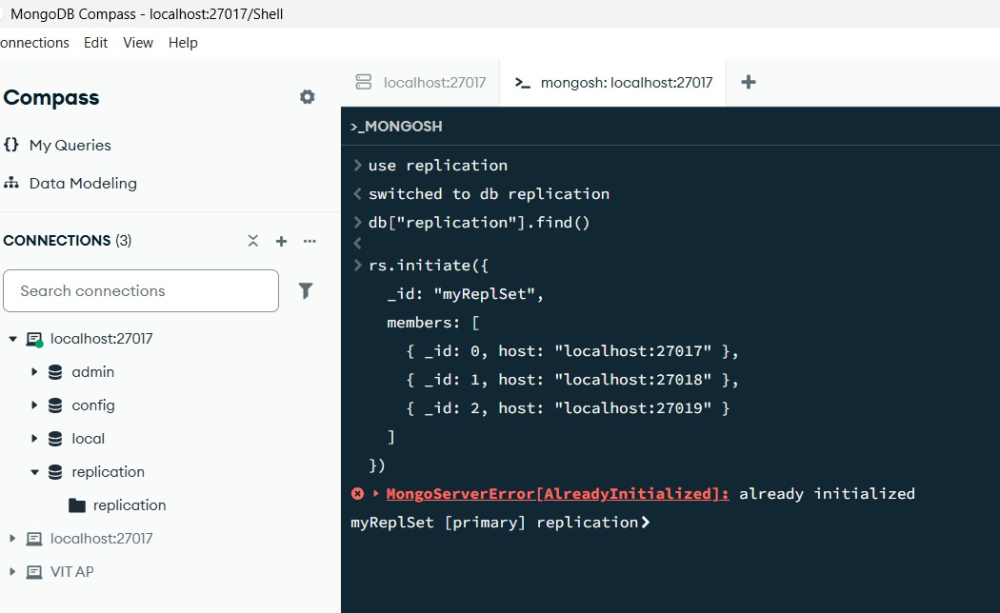 MongoDB Compass - localhost:27017/Shell
onnections Edit View Help
Compass
My Queries
Data Modeling
CONNECTIONS (3)
Search connections
localhost:27017
admin
config
local
replication
replication
localhost:27017
VIT AP
localhost:27017
mongosh: localhost:27017
>_MONGOSH
use replication
switched to db replication
db["replication"].find()
rs.initiate({
_id: "myReplSet",
members: [
{ _id: 0, host: "localhost:27017" },
{ _id: 1, host: "localhost:27018" },
{ _id: 2, host: "localhost:27019" }
]
})
MongoServerError[AlreadyInitialized]: already initialized
myReplSet [primary] replication>